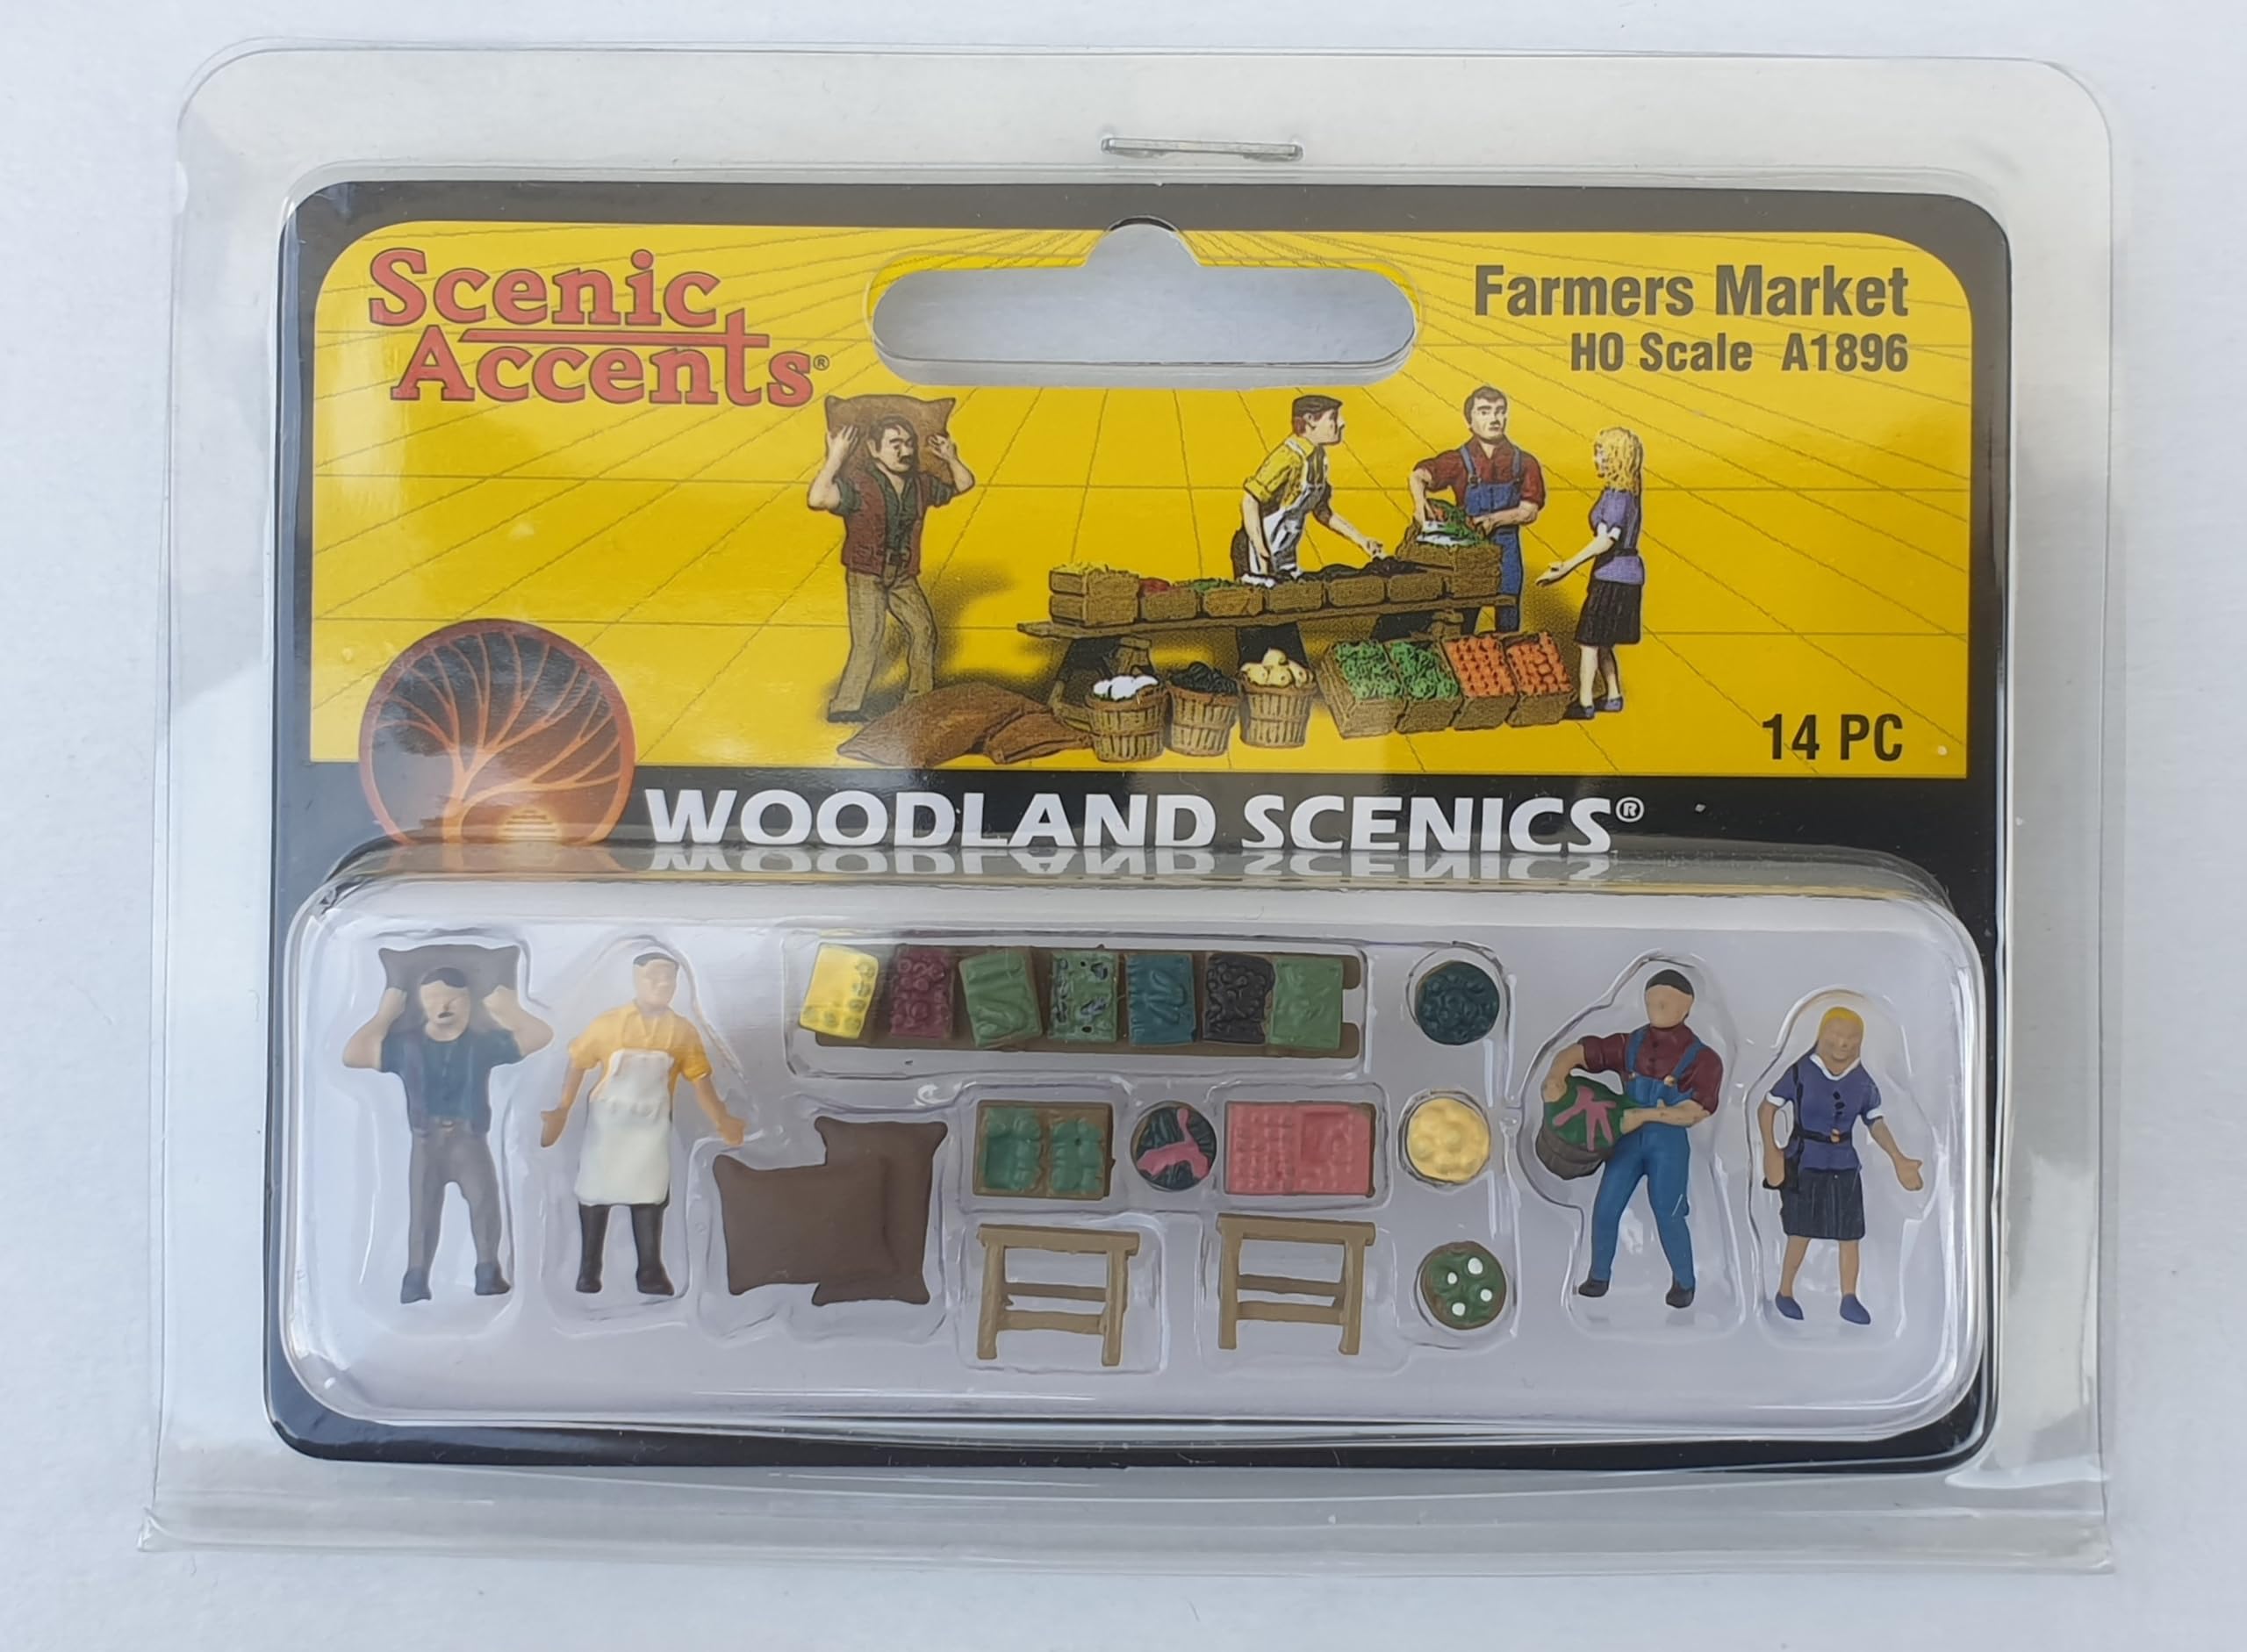 Scenic
Accents®
Farmers Market
HO Scale A1896
14 PC
WOODLAND SCENICS®